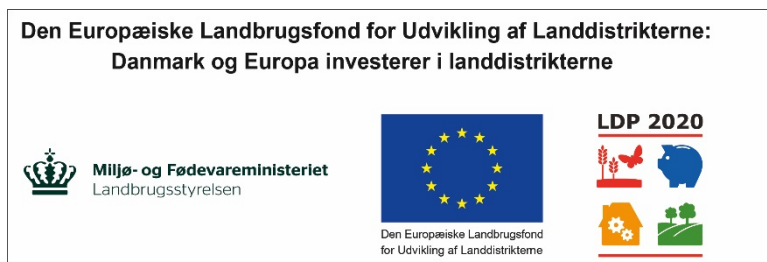 Den Europæiske Landbrugsfond for Udvikling af Landdistrikterne:
Danmark og Europa investerer i landdistrikterne
LDP 2020
Miljø- og Fødevareministeriet
Landbrugsstyrelsen
Den Europæiske Landbrugsfond
for Udvikling af Landdistrikterne